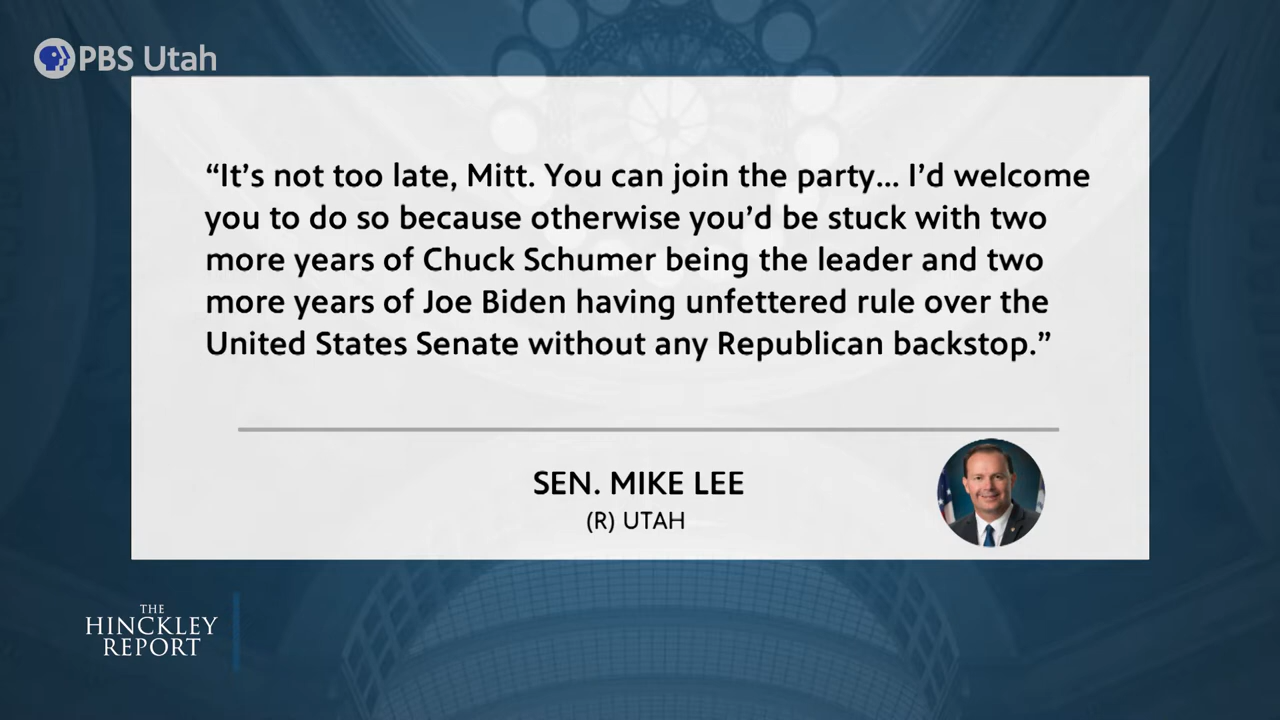 PBS Utah
“It’s not too late, Mitt. You can join the party... I’d welcome
you to do so because otherwise you’d be stuck with two
more years of Chuck Schumer being the leader and two
more years of Joe Biden having unfettered rule over the
United States Senate without any Republican backstop.”
SEN. MIKE LEE
(R) UTAH
THE
HINCKLEY
REPORT